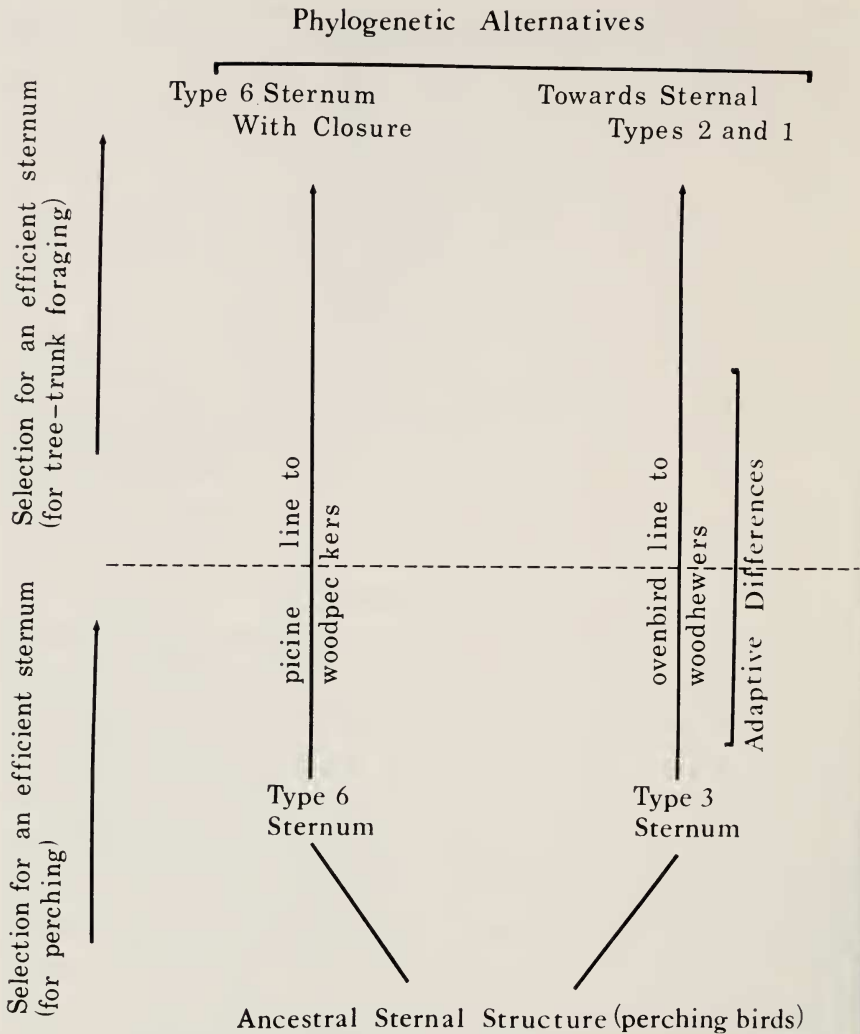 Phylogenetic Alternatives
Type 6 Sternum
With Closure
Towards Sternal
Types 2 and 1
Selection for an efficient sternum
(for tree-trunk foraging)
picine line to
woodpeckers
ovenbird line to
woodhewers
Adaptive Differences
Selection for an efficient sternum
(for perching)
Type 6
Sternum
Type 3
Sternum
Ancestral Sternal Structure (perching birds)